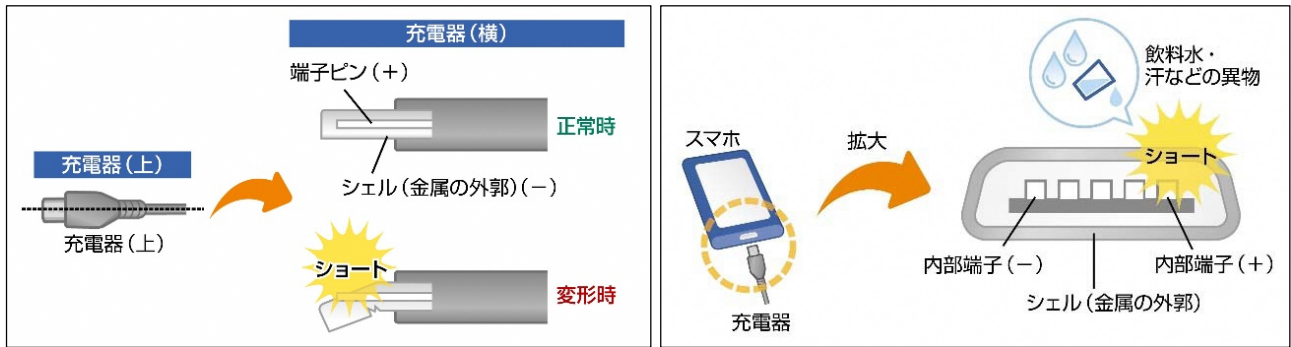 充電器（横）
端子ピン（+）
正常時
シェル（金属の外郭）（−）
充電器（上）
充電器（上）
ショート
変形時
飲料水・
汗などの異物
スマホ
拡大
ショート
内部端子（−）
内部端子（+）
シェル（金属の外郭）
充電器